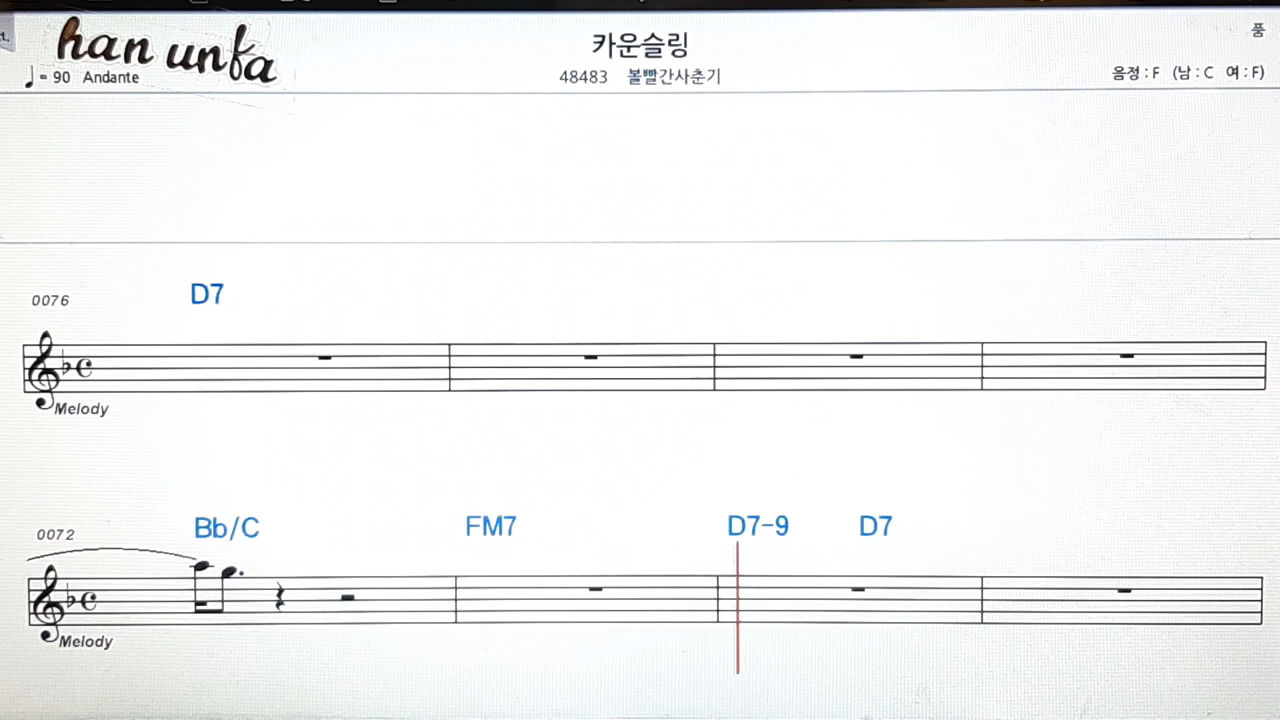 han unfa
카운슬링
풍
♩= 90 Andante
48483 볼빨간사춘기
음정 : F (남 : C 여 : F)
0076
D7
Melody
0072
Bb/C FM7 D7-9 D7
Melody